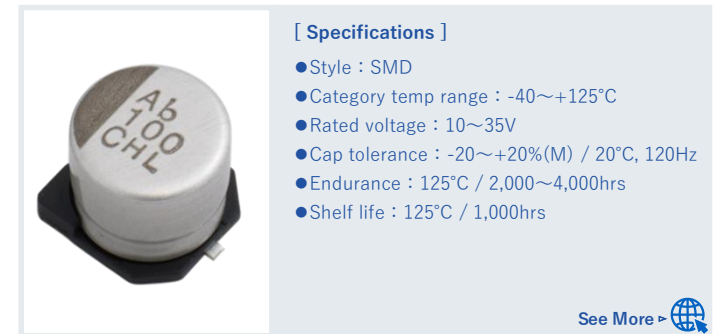 Ab
100
CHL
[ Specifications ]
●Style：SMD
●Category temp range：-40～+125℃
●Rated voltage：10～35V
●Cap tolerance：-20～+20%(M) / 20℃, 120Hz
●Endurance：125℃ / 2,000～4,000hrs
●Shelf life：125℃ / 1,000hrs
See More ▻